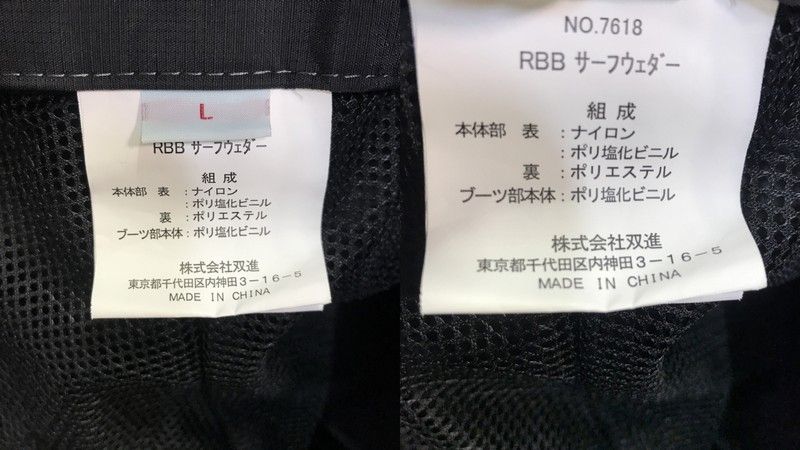 L
RBB サーフウェダー
組成
本体部 表 : ナイロン
: ポリ塩化ビニル
裏 : ポリエステル
ブーツ部本体 : ポリ塩化ビニル
株式会社双進
東京都千代田区内神田3-16-5
MADE IN CHINA
NO.7618
RBB サーフウェダー
組成
本体部 表 : ナイロン
: ポリ塩化ビニル
裏 : ポリエステル
ブーツ部本体 : ポリ塩化ビニル
株式会社双進
東京都千代田区内神田3-16-5
MADE IN CHINA